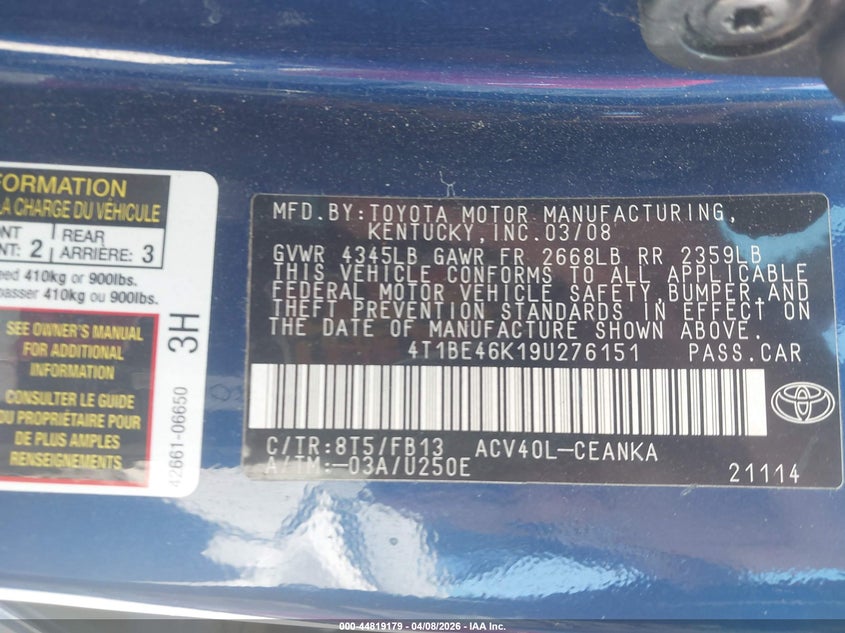 FORMATION
LA CHARGE DU VÉHICULE
NT: 2
REAR
ARRIÈRE: 3
410kg or 900lbs.
410kg ou 900lbs.
SEE OWNER'S MANUAL
FOR ADDITIONAL
INFORMATION
CONSULTER LE GUIDE
DU PROPRIÉTAIRE POUR
DE PLUS AMPLES
RENSEIGNEMENTS
3H
42661-06650
MFD.BY:TOYOTA MOTOR MANUFACTURING,
KENTUCKY,INC.03/08
GVWR 4345LB GAWR FR 2668LB RR 2359LB
THIS VEHICLE CONFORMS TO ALL APPLICABLE
FEDERAL MOTOR VEHICLE SAFETY,BUMPER,AND
THEFT PREVENTION STANDARDS IN EFFECT ON
THE DATE OF MANUFACTURE SHOWN ABOVE.
4T1BE46K19U276151 PASS.CAR
C/TR:8T5/FB13 ACV40L-CEANKA
A/TM:-03A/U250E
21114
000-44819179 - 04/08/2026 - IAA Inc.